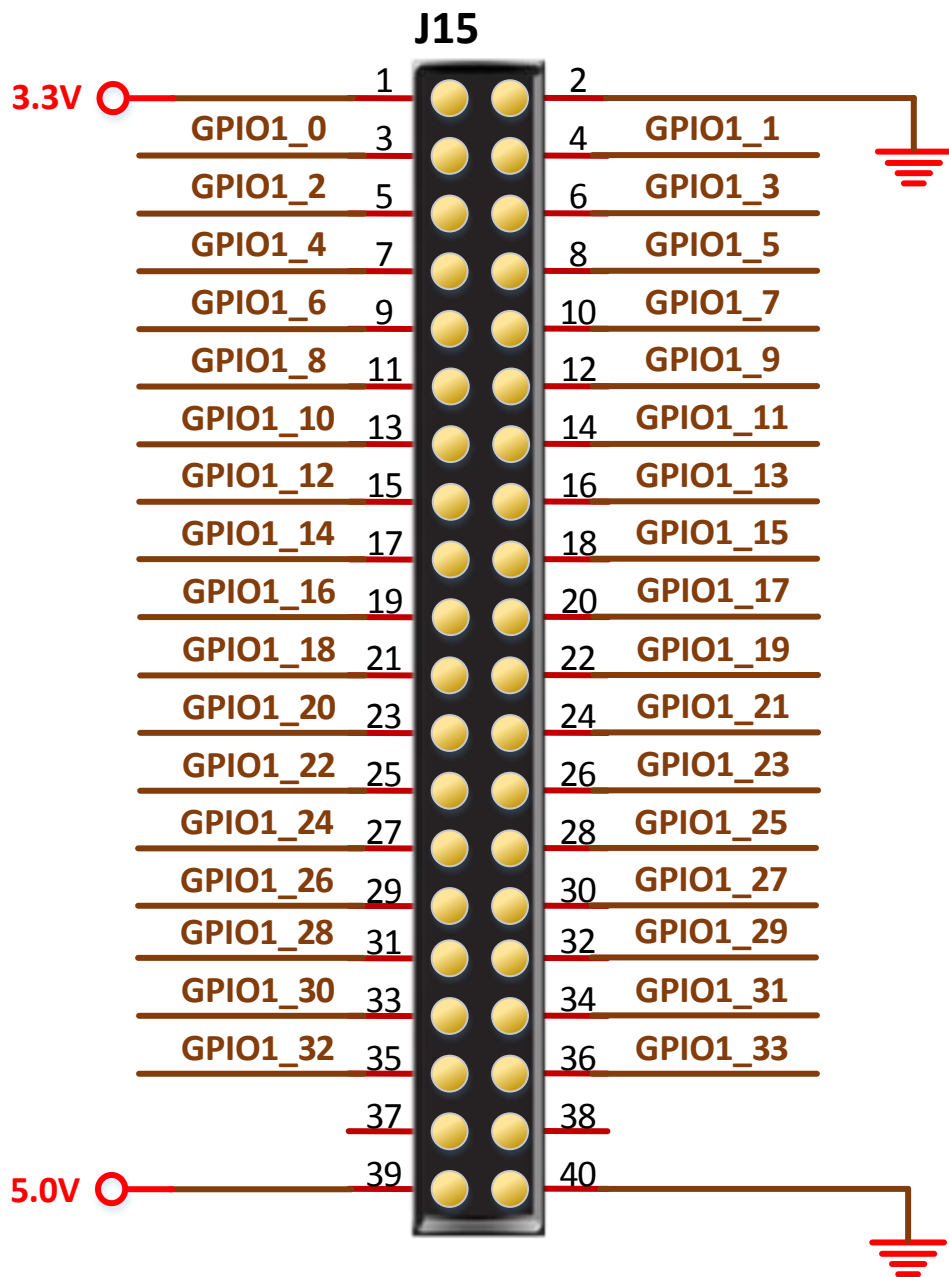 J15
3.3V 1 2
GPIO1_0 3 4 GPIO1_1
GPIO1_2 5 6 GPIO1_3
GPIO1_4 7 8 GPIO1_5
GPIO1_6 9 10 GPIO1_7
GPIO1_8 11 12 GPIO1_9
GPIO1_10 13 14 GPIO1_11
GPIO1_12 15 16 GPIO1_13
GPIO1_14 17 18 GPIO1_15
GPIO1_16 19 20 GPIO1_17
GPIO1_18 21 22 GPIO1_19
GPIO1_20 23 24 GPIO1_21
GPIO1_22 25 26 GPIO1_23
GPIO1_24 27 28 GPIO1_25
GPIO1_26 29 30 GPIO1_27
GPIO1_28 31 32 GPIO1_29
GPIO1_30 33 34 GPIO1_31
GPIO1_32 35 36 GPIO1_33
37 38
5.0V 39 40